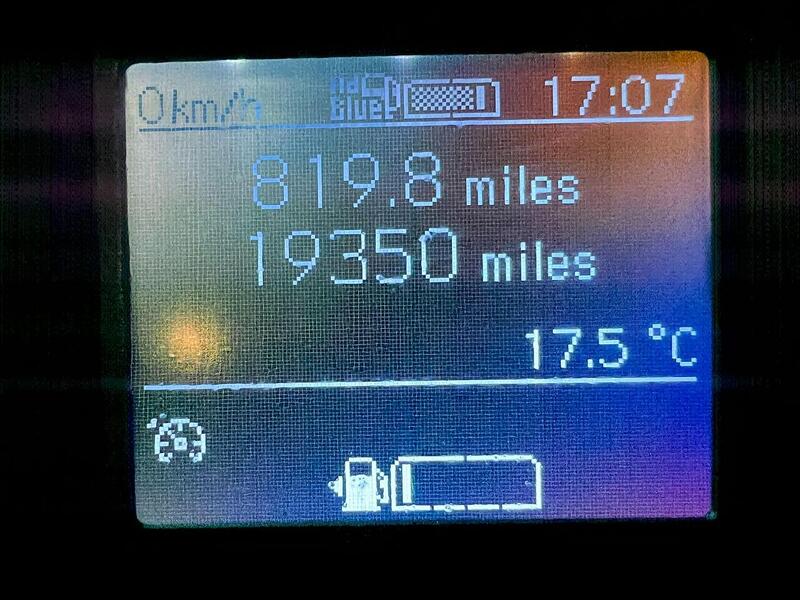 0km/h Ad Blue 17:07
819.8 miles
19350 miles
17.5 °C